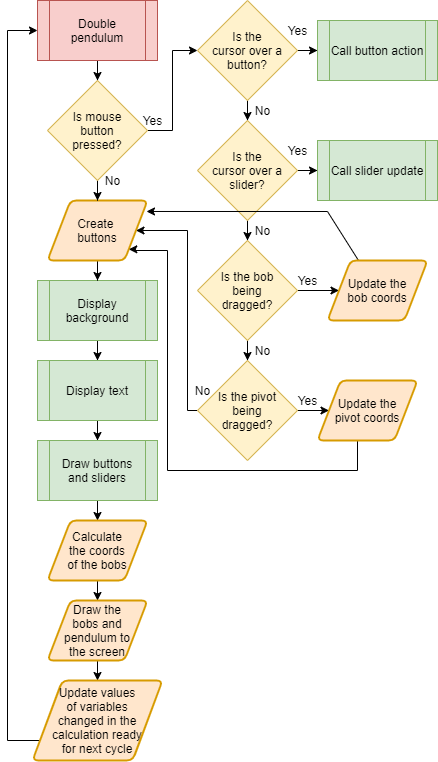 Double
pendulum
Is mouse
button
pressed?
Yes
No
Is the
cursor over a
button?
Yes
Call button action
No
Is the
cursor over a
slider?
Yes
Call slider update
No
Is the bob
being
dragged?
Yes
Update the
bob coords
No
Is the pivot
being
dragged?
No
Yes
Update the
pivot coords
Create
buttons
Display
background
Display text
Draw buttons
and sliders
Calculate
the coords
of the bobs
Draw the
bobs and
pendulum to
the screen
Update values
of variables
changed in the
calculation ready
for next cycle